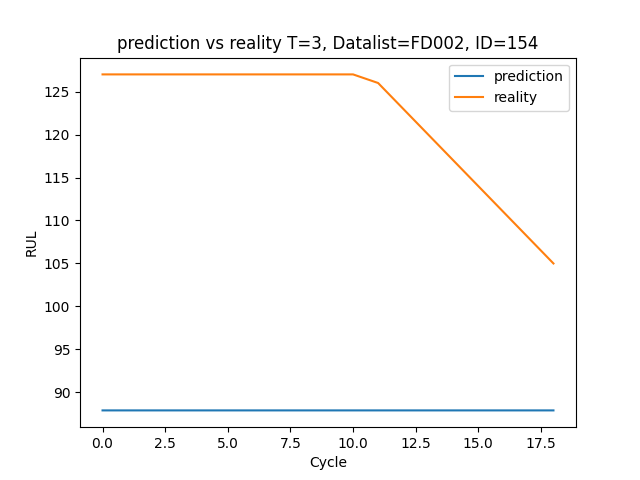 prediction vs reality T=3, Datalist=FD002, ID=154
prediction
reality
125
120
115
110
105
100
95
90
RUL
0.0 2.5 5.0 7.5 10.0 12.5 15.0 17.5
Cycle